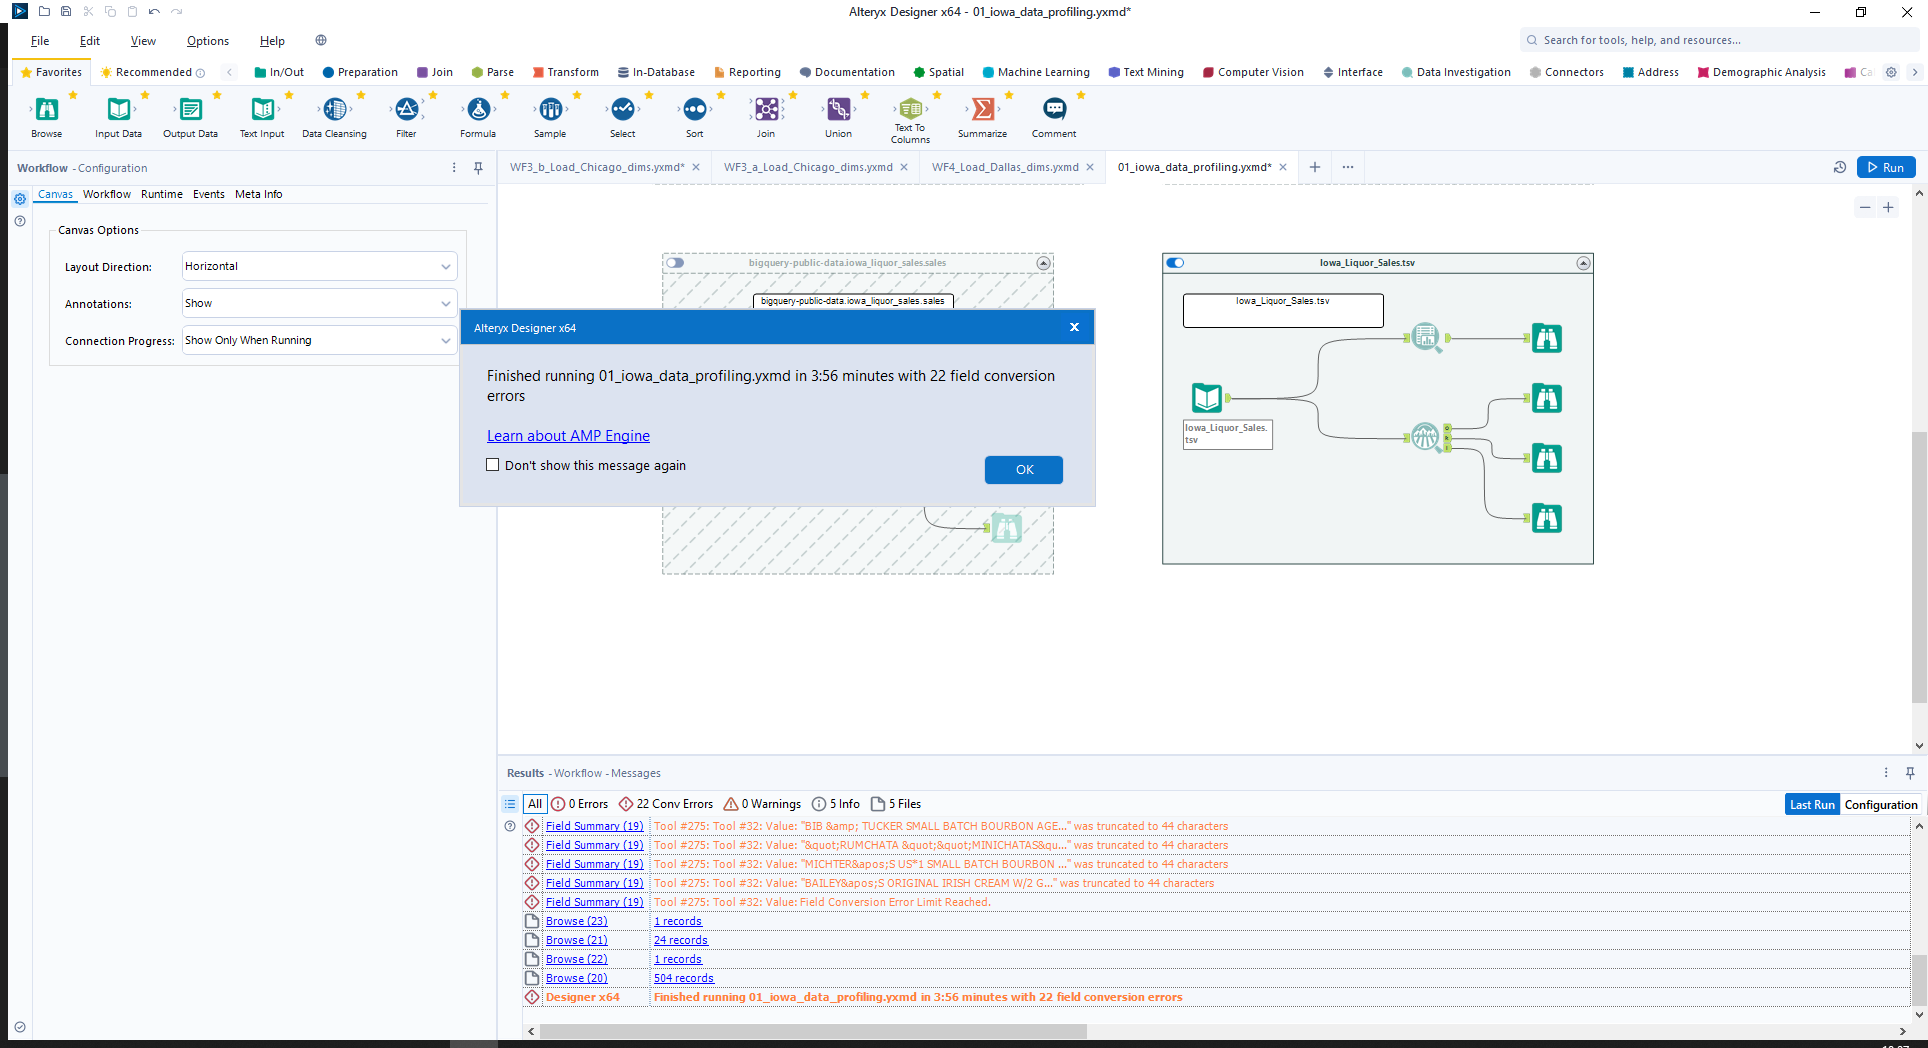 Alteryx Designer x64 - 01_iowa_data_profiling.yxmd*
File Edit View Options Help
Search for tools, help, and resources...
Favorites Recommended In/Out Preparation Join Parse Transform In-Database Reporting Documentation Spatial Machine Learning Text Mining Computer Vision Interface Data Investigation Connectors Address Demographic Analysis Ca
Browse Input Data Output Data Text Input Data Cleansing Filter Formula Sample Select Sort Join Union Text To Columns Summarize Comment
Workflow - Configuration
WF3_b_Load_Chicago_dims.yxmd* WF3_a_Load_Chicago_dims.yxmd WF4_Load_Dallas_dims.yxmd 01_iowa_data_profiling.yxmd* Run
Canvas Workflow Runtime Events Meta Info
Canvas Options
Layout Direction: Horizontal
Annotations: Show
Connection Progress: Show Only When Running
bigquery-public-data.iowa_liquor_sales.sales
bigquery-public-data.iowa_liquor_sales.sales
Iowa_Liquor_Sales.tsv
Iowa_Liquor_Sales.tsv
Iowa_Liquor_Sales.
tsv
Alteryx Designer x64
Finished running 01_iowa_data_profiling.yxmd in 3:56 minutes with 22 field conversion
errors
Learn about AMP Engine
Don't show this message again
OK
Results - Workflow - Messages
All 0 Errors 22 Conv Errors 0 Warnings 5 Info 5 Files Last Run Configuration
Field Summary (19) Tool #275: Tool #32: Value: "BIB &amp; TUCKER SMALL BATCH BOURBON AGE..." was truncated to 44 characters
Field Summary (19) Tool #275: Tool #32: Value: "&quot;RUMCHATA &quot;&quot;MINICHATAS&qu..." was truncated to 44 characters
Field Summary (19) Tool #275: Tool #32: Value: "MICHTER&apos;S US*1 SMALL BATCH BOURBON ..." was truncated to 44 characters
Field Summary (19) Tool #275: Tool #32: Value: "BAILEY&apos;S ORIGINAL IRISH CREAM W/2 G..." was truncated to 44 characters
Field Summary (19) Tool #275: Tool #32: Value: Field Conversion Error Limit Reached.
Browse (23) 1 records
Browse (21) 24 records
Browse (22) 1 records
Browse (20) 504 records
Designer x64 Finished running 01_iowa_data_profiling.yxmd in 3:56 minutes with 22 field conversion errors